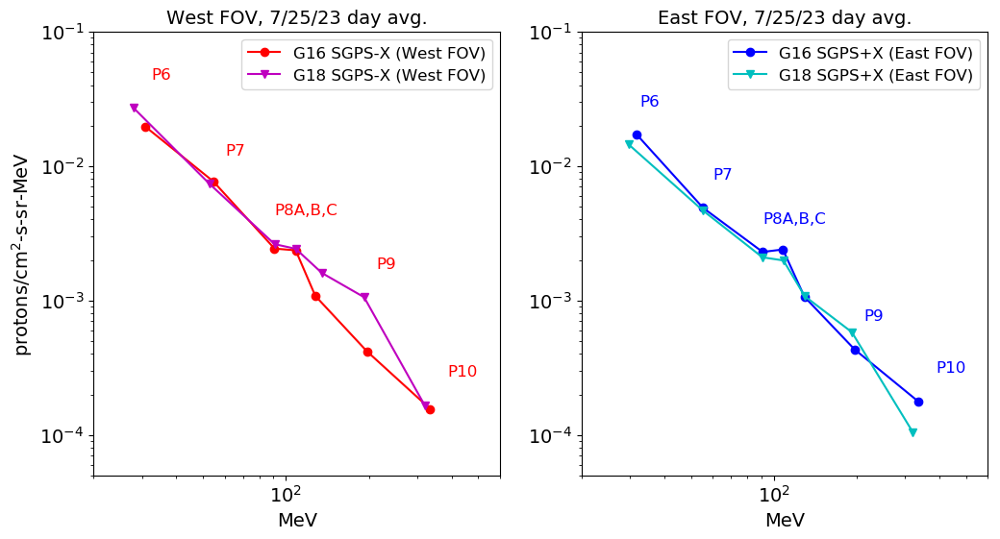 West FOV, 7/25/23 day avg.
G16 SGPS-X (West FOV)
G18 SGPS-X (West FOV)
P6
P7
P8A,B,C
P9
P10
10⁻¹
10⁻²
10⁻³
10⁻⁴
protons/cm²-s-sr-MeV
10²
MeV
East FOV, 7/25/23 day avg.
G16 SGPS+X (East FOV)
G18 SGPS+X (East FOV)
P6
P7
P8A,B,C
P9
P10
10⁻¹
10⁻²
10⁻³
10⁻⁴
10²
MeV